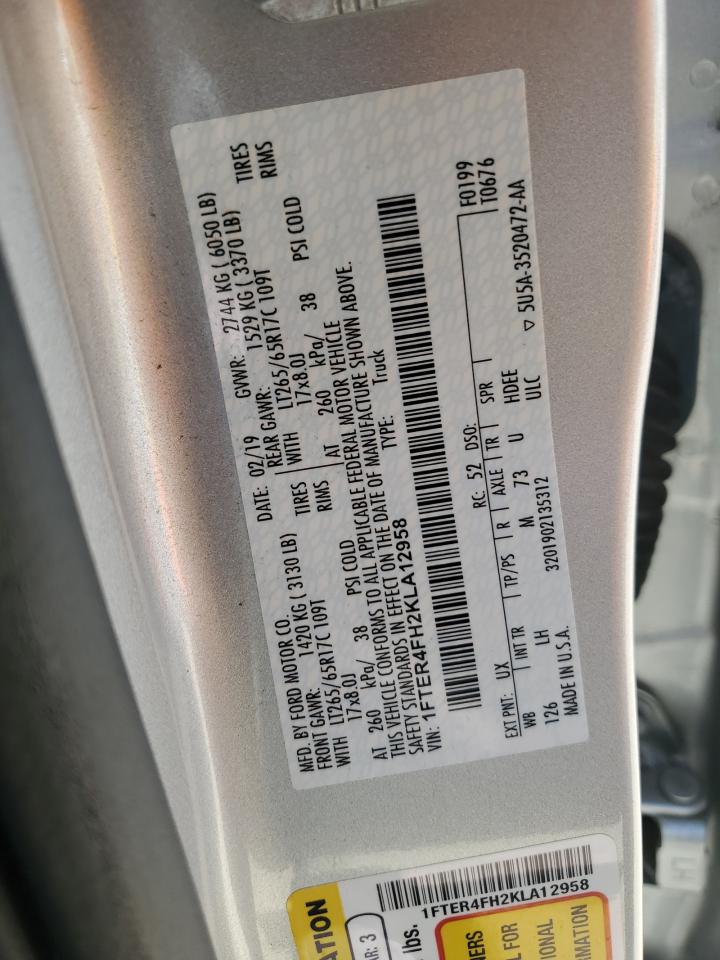 MFD. BY FORD MOTOR CO.
DATE: 02/19 GVWR: 2744 KG ( 6050 LB)
FRONT GAWR: 1420 KG ( 3130 LB) REAR GAWR: 1529 KG ( 3370 LB)
WITH LT265/65R17C 109T TIRES WITH LT265/65R17C 109T TIRES
17x8.0J RIMS 17x8.0J RIMS
AT 260 kPa/ 38 PSI COLD AT 260 kPa/ 38 PSI COLD
THIS VEHICLE CONFORMS TO ALL APPLICABLE FEDERAL MOTOR VEHICLE
SAFETY STANDARDS IN EFFECT ON THE DATE OF MANUFACTURE SHOWN ABOVE.
VIN: 1FTER4FH2KLA12958 TYPE: Truck
F0199
T0676
EXT PNT: UX RC: 52 DSO:
WB INT TR TP/PS R AXLE TR SPR
126 LH M 73 U HDEE
MADE IN U.S.A. 3201902135312 ULC
▽ 5U5A-3520472-AA
1FTER4FH2KLA12958
lbs.